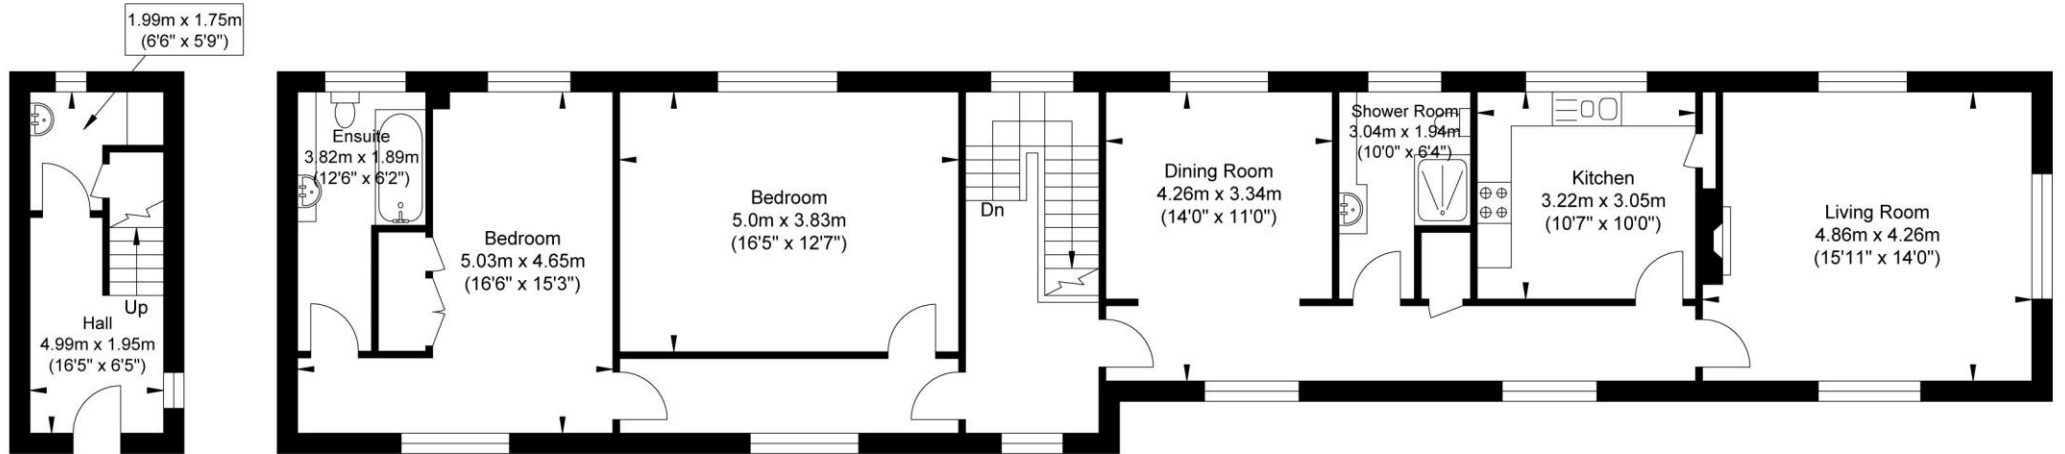 1.99m x 1.75m
(6'6" x 5'9")
Up
Hall
4.99m x 1.95m
(16'5" x 6'5")
Ensuite
3.82m x 1.89m
(12'6" x 6'2")
Bedroom
5.03m x 4.65m
(16'6" x 15'3")
Bedroom
5.0m x 3.83m
(16'5" x 12'7")
Dn
Dining Room
4.26m x 3.34m
(14'0" x 11'0")
Shower Room
3.04m x 1.94m
(10'0" x 6'4")
Kitchen
3.22m x 3.05m
(10'7" x 10'0")
Living Room
4.86m x 4.26m
(15'11" x 14'0")